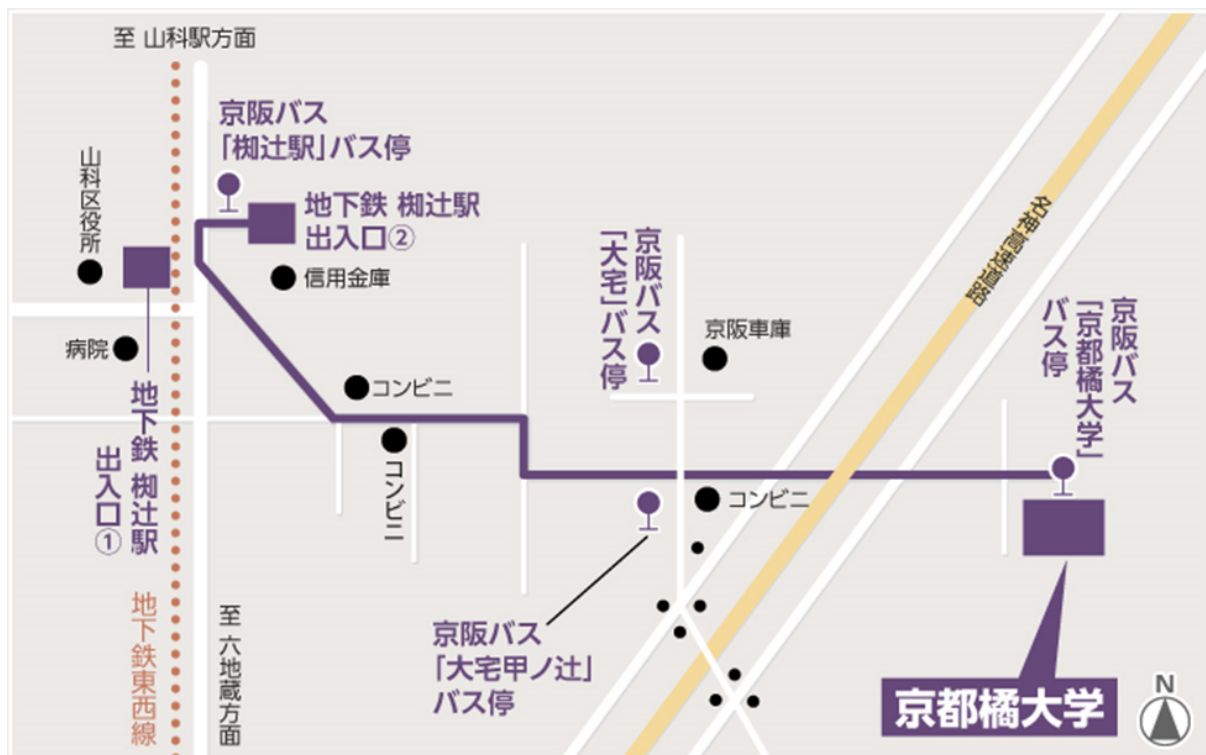 至 山科駅方面
京阪バス
「椥辻駅」バス停
山科区役所
地下鉄 椥辻駅
出入口②
信用金庫
京阪バス
「大宅」バス停
名神高速道路
京阪バス
「京都橘大学」
バス停
京阪車庫
病院
コンビニ
地下鉄 椥辻駅
出入口①
コンビニ
コンビニ
地下鉄東西線
至 六地蔵方面
京阪バス
「大宅甲ノ辻」
バス停
京都橘大学
N